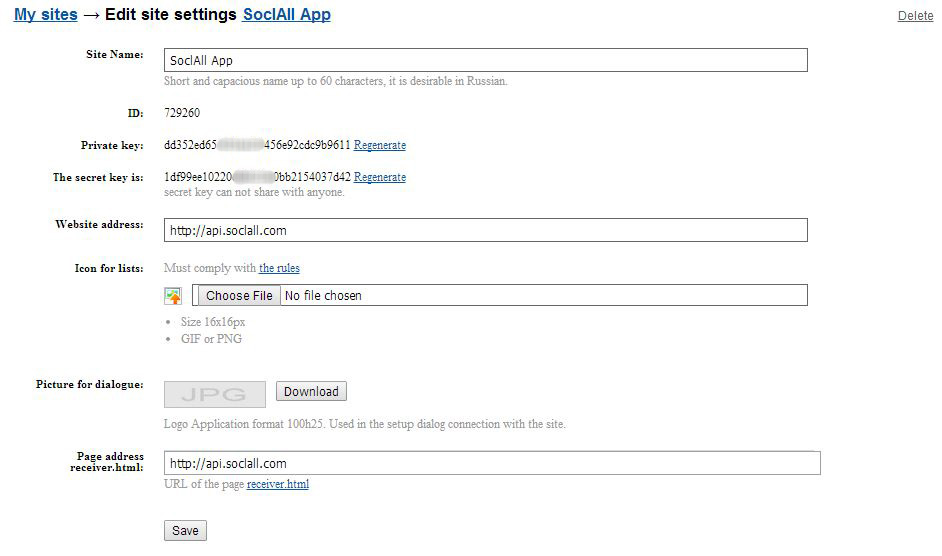 My sites → Edit site settings SoclAll App
Delete
Site Name: SoclAll App
Short and capacious name up to 60 characters, it is desirable in Russian.
ID: 729260
Private key: dd352ed65 456e92cdc9b9611 Regenerate
The secret key is: 1df99ee10220 0bb2154037d42 Regenerate
secret key can not share with anyone.
Website address: http://api.soclall.com
Icon for lists: Must comply with the rules
Choose File No file chosen
• Size 16x16px
• GIF or PNG
Picture for dialogue: JPG Download
Logo Application format 100h25. Used in the setup dialog connection with the site.
Page address
receiver.html: http://api.soclall.com
URL of the page receiver.html
Save